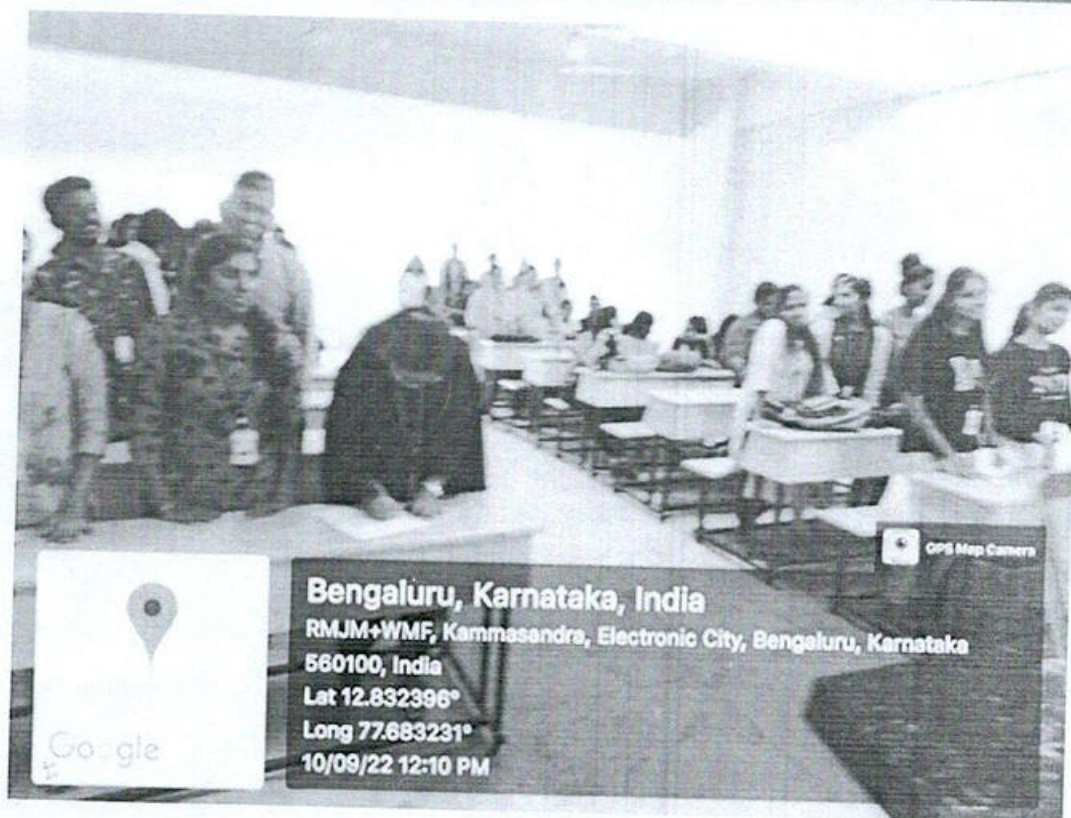 GPS Map Camera
Bengaluru, Karnataka, India
RMJM+WMF, Kammasandra, Electronic City, Bengaluru, Karnataka
560100, India
Lat 12.832396°
Long 77.683231°
10/09/22 12:10 PM
Google